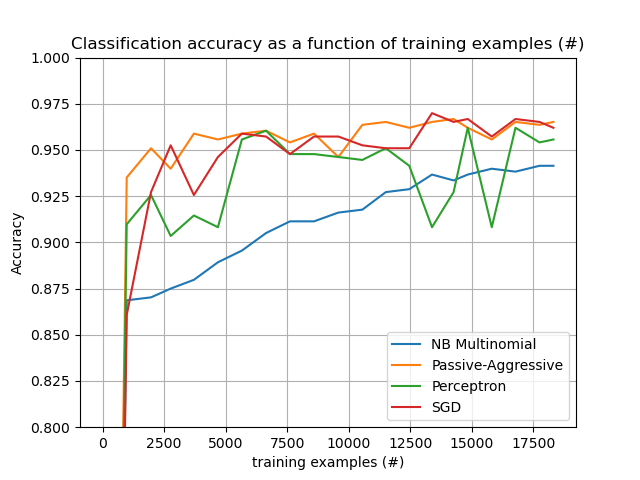 Classification accuracy as a function of training examples (#)
1.000
0.975
0.950
0.925
0.900
0.875
0.850
0.825
0.800
Accuracy
NB Multinomial
Passive-Aggressive
Perceptron
SGD
0 2500 5000 7500 10000 12500 15000 17500
training examples (#)